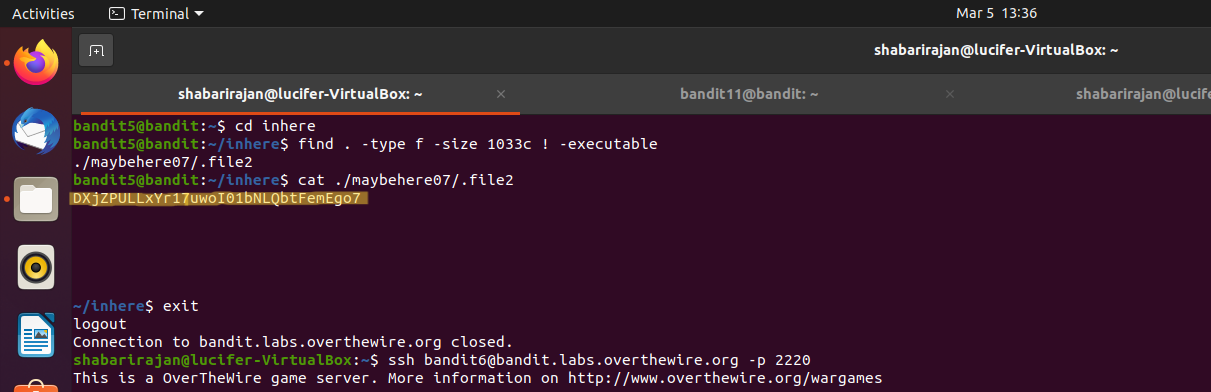 Activities
Terminal
Mar 5 13:36
shabarirajan@lucifer-VirtualBox: ~
shabarirajan@lucifer-VirtualBox: ~
bandit11@bandit: ~
bandit5@bandit:~$ cd inhere
bandit5@bandit:~/inhere$ find . -type f -size 1033c ! -executable
./maybehere07/.file2
bandit5@bandit:~/inhere$ cat ./maybehere07/.file2
DXjZPULLxYr17uwoI01bNLQbtFemEgo7
~/inhere$ exit
logout
Connection to bandit.labs.overthewire.org closed.
shabarirajan@lucifer-VirtualBox:~$ ssh bandit6@bandit.labs.overthewire.org -p 2220
This is a OverTheWire game server. More information on http://www.overthewire.org/wargames